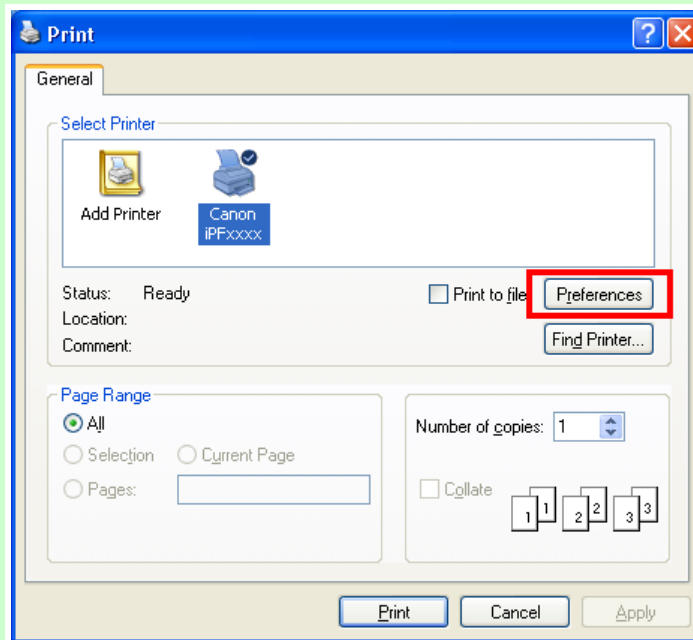 Print
General
Select Printer
Add Printer
Canon
iPFxxxx
Status: Ready
Print to file
Preferences
Location:
Comment:
Find Printer...
Page Range
All
Selection
Current Page
Pages:
Number of copies: 1
Collate
1 1 2 2 3 3
Print
Cancel
Apply